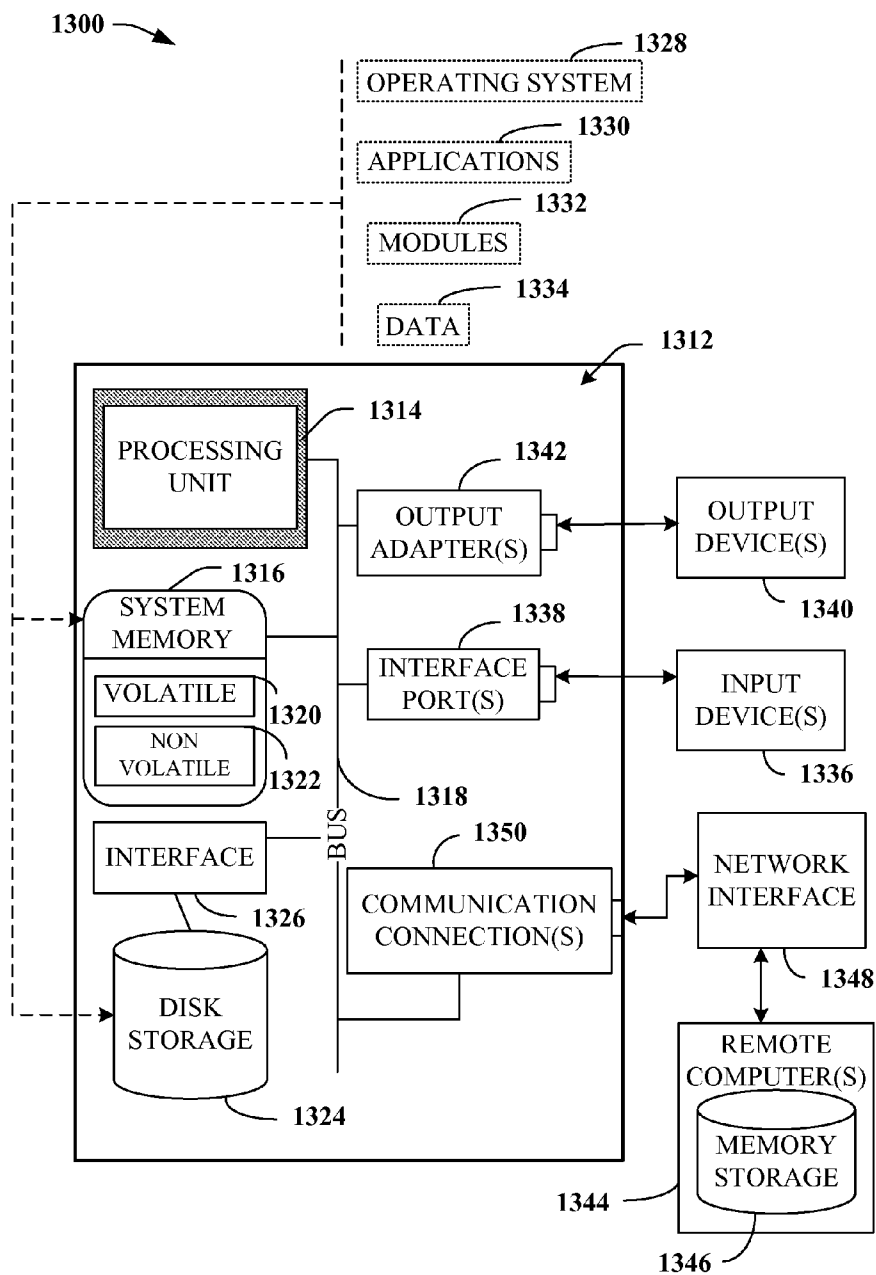 1300
1328
OPERATING SYSTEM
1330
APPLICATIONS
1332
MODULES
1334
DATA
1312
1314
PROCESSING
UNIT
1342
OUTPUT
ADAPTER(S)
OUTPUT
DEVICE(S)
1340
1316
SYSTEM
MEMORY
1338
INTERFACE
PORT(S)
INPUT
DEVICE(S)
1336
VOLATILE
1320
NON
VOLATILE
1322
1318
BUS
1350
INTERFACE
1326
COMMUNICATION
CONNECTION(S)
NETWORK
INTERFACE
1348
DISK
STORAGE
1324
REMOTE
COMPUTER(S)
MEMORY
STORAGE
1344
1346